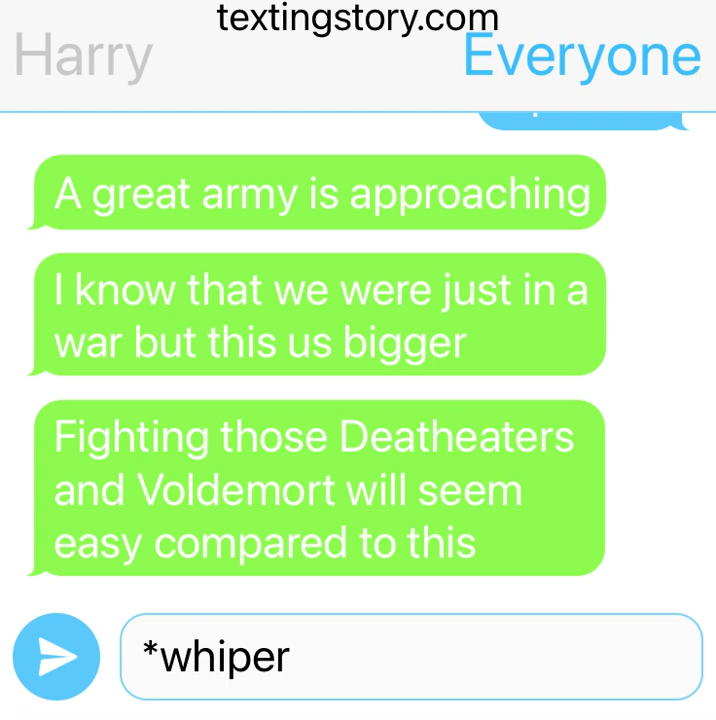 textingstory.com
Harry
Everyone
A great army is approaching
I know that we were just in a
war but this us bigger
Fighting those Deatheaters
and Voldemort will seem
easy compared to this
*whiper